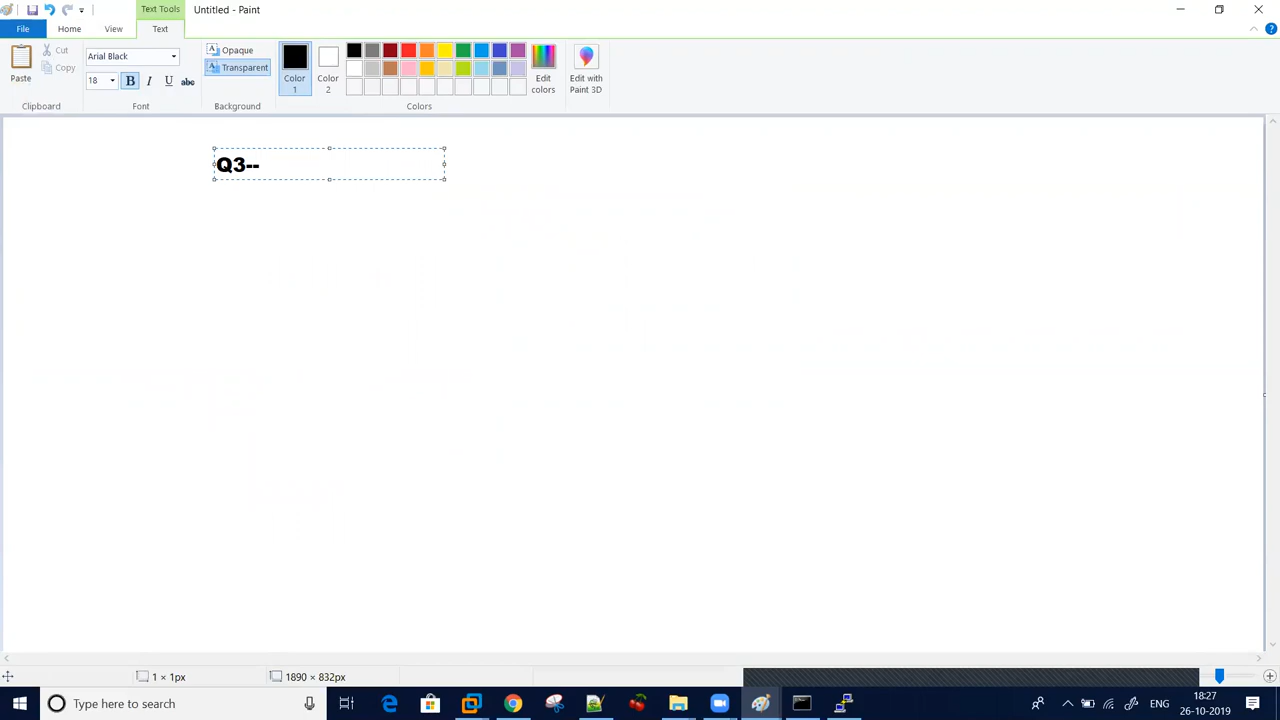 Text Tools
Untitled - Paint
File Home View Text
Paste
Cut
Copy
Clipboard
Arial Black
18 B I U abc
Font
Opaque
Transparent
Background
Color 1
Color 2
Colors
Edit colors
Edit with Paint 3D
Q3--
1 × 1px
1890 × 832px
Type here to search
ENG
18:27
26-10-2019